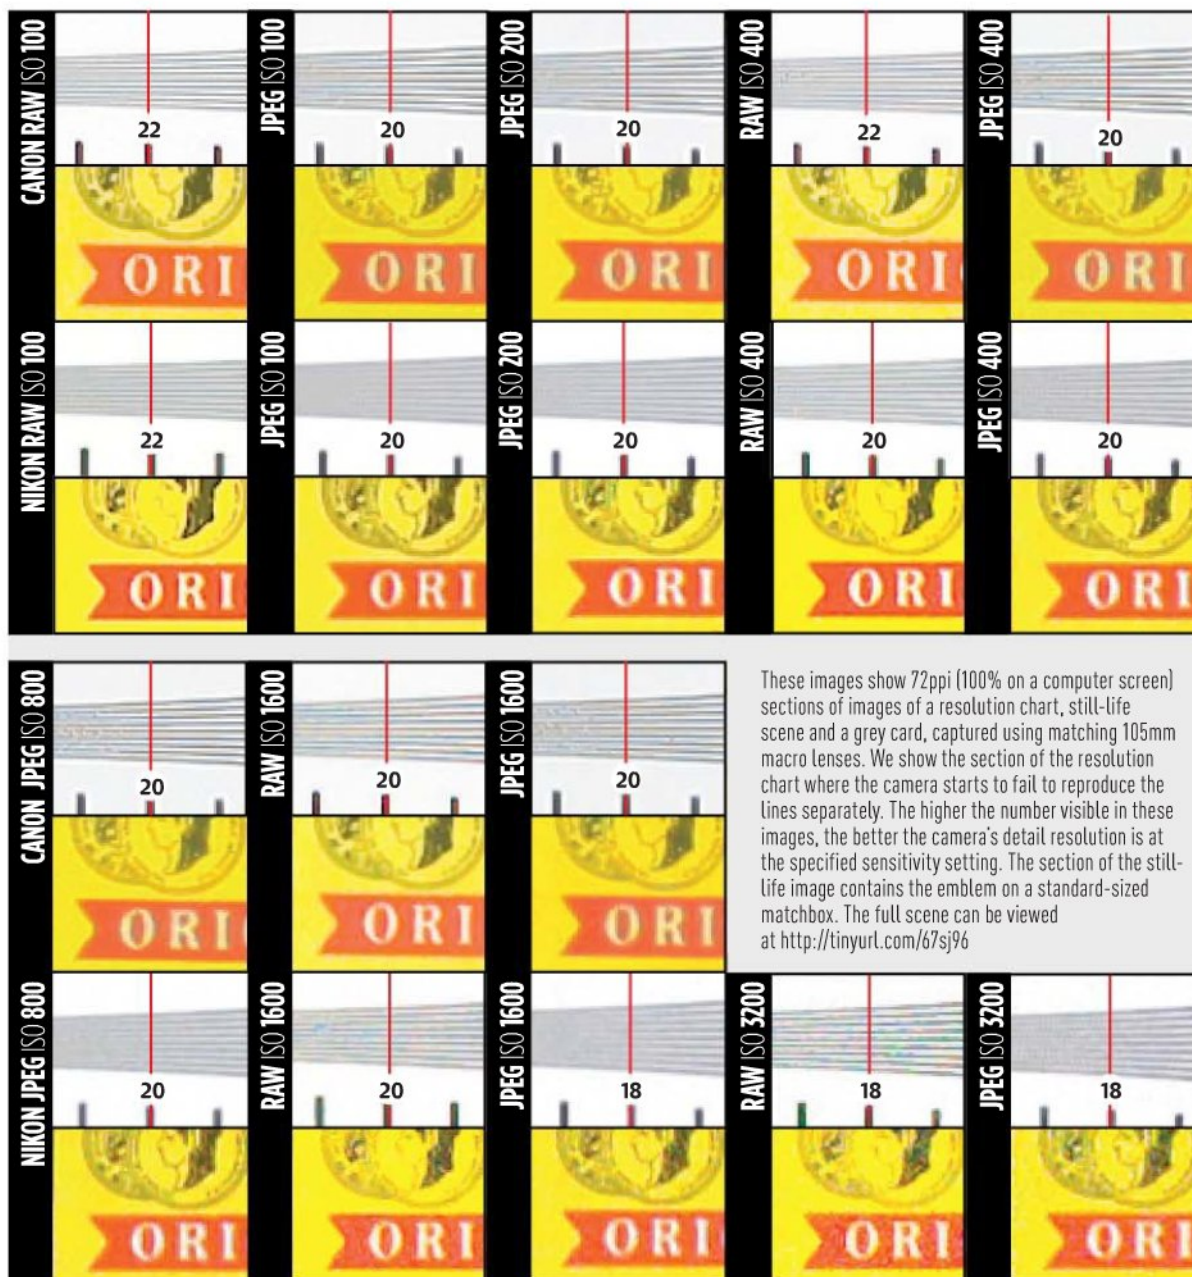 CANON RAW ISO 100
22
ORI
JPEG ISO 100
20
ORI
JPEG ISO 200
20
ORI
RAW ISO 400
22
ORI
JPEG ISO 400
20
ORI
NIKON RAW ISO 100
22
ORI
JPEG ISO 100
20
ORI
JPEG ISO 200
20
ORI
RAW ISO 400
20
ORI
JPEG ISO 400
20
ORI
CANON JPEG ISO 800
20
ORI
RAW ISO 1600
20
ORI
JPEG ISO 1600
20
ORI
These images show 72ppi (100% on a computer screen)
sections of images of a resolution chart, still-life
scene and a grey card, captured using matching 105mm
macro lenses. We show the section of the resolution
chart where the camera starts to fail to reproduce the
lines separately. The higher the number visible in these
images, the better the camera's detail resolution is at
the specified sensitivity setting. The section of the still-
life image contains the emblem on a standard-sized
matchbox. The full scene can be viewed
at http://tinyurl.com/67sj96
NIKON JPEG ISO 800
20
ORI
RAW ISO 1600
20
ORI
JPEG ISO 1600
18
ORI
RAW ISO 3200
18
ORI
JPEG ISO 3200
18
ORI